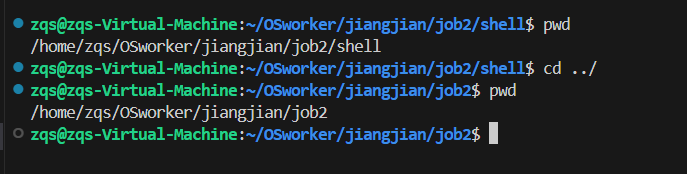 zqs@zqs-Virtual-Machine:~/OSworker/jiangjian/job2/shell$ pwd
/home/zqs/OSworker/jiangjian/job2/shell
zqs@zqs-Virtual-Machine:~/OSworker/jiangjian/job2/shell$ cd ../
zqs@zqs-Virtual-Machine:~/OSworker/jiangjian/job2$ pwd
/home/zqs/OSworker/jiangjian/job2
zqs@zqs-Virtual-Machine:~/OSworker/jiangjian/job2$